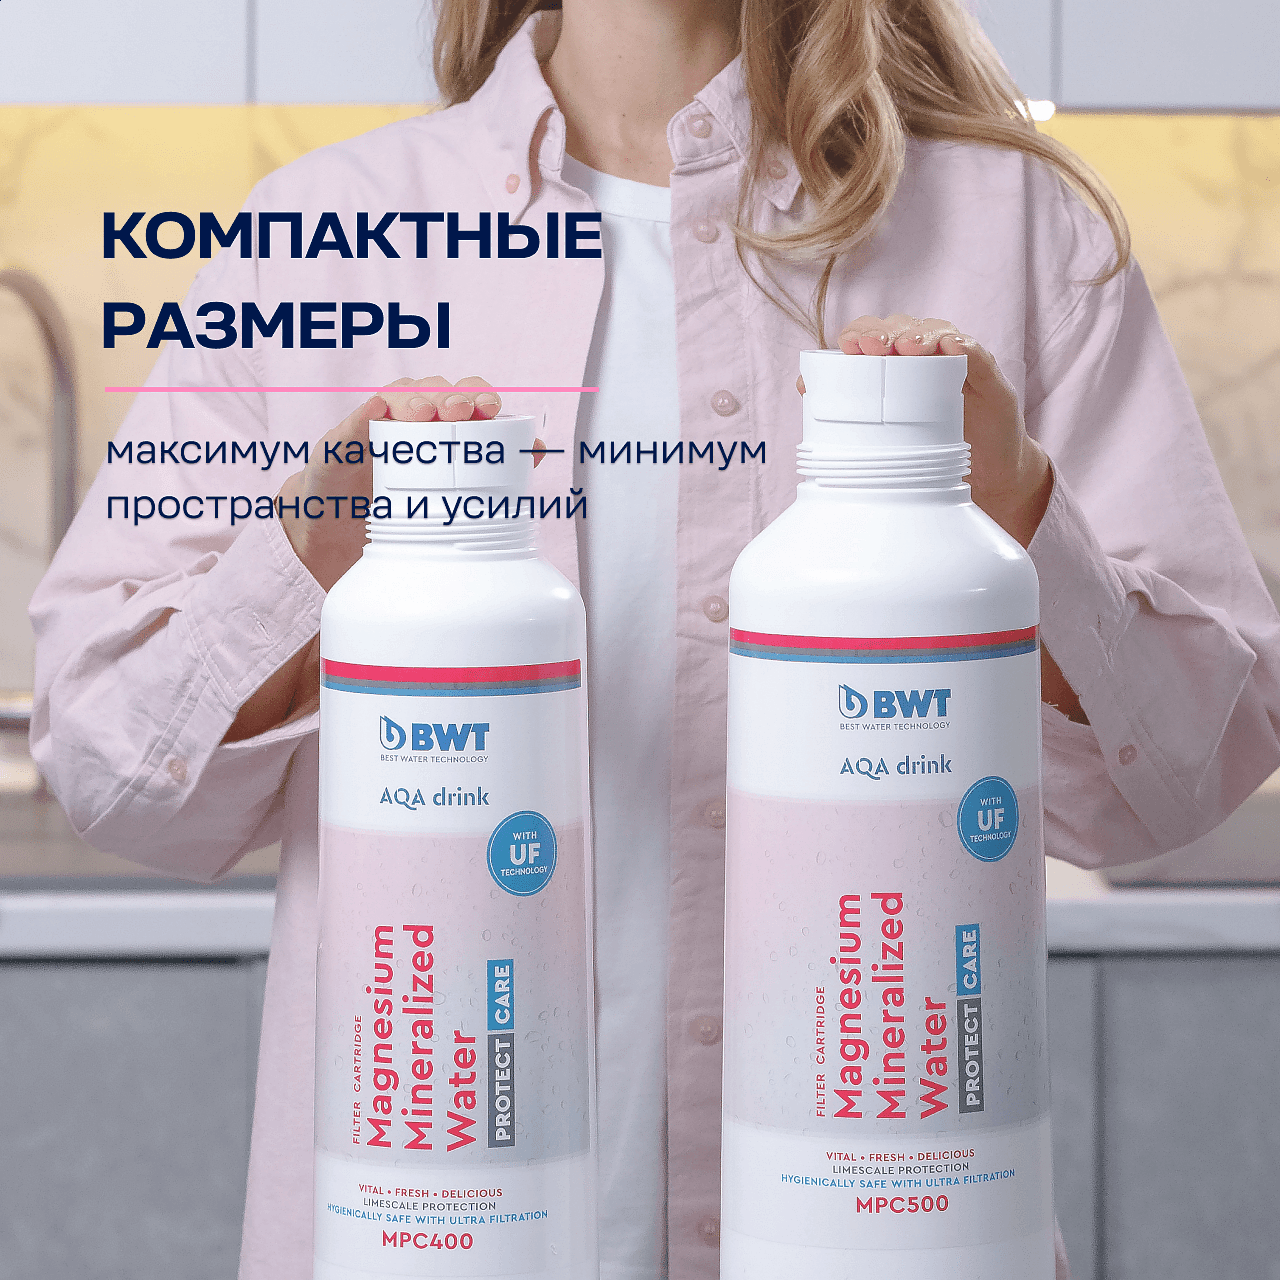 КОМПАКТНЫЕ
РАЗМЕРЫ
максимум качества — минимум
пространства и усилий
BWT
BEST WATER TECHNOLOGY
AQA drink
WITH
UF
TECHNOLOGY
FILTER CARTRIDGE
Magnesium
Mineralized
Water
PROTECT CARE
VITAL • FRESH • DELICIOUS
LIMESCALE PROTECTION
HYGIENICALLY SAFE WITH ULTRA FILTRATION
MPC400
BWT
BEST WATER TECHNOLOGY
AQA drink
WITH
UF
TECHNOLOGY
FILTER CARTRIDGE
Magnesium
Mineralized
Water
PROTECT CARE
VITAL • FRESH • DELICIOUS
LIMESCALE PROTECTION
HYGIENICALLY SAFE WITH ULTRA FILTRATION
MPC500